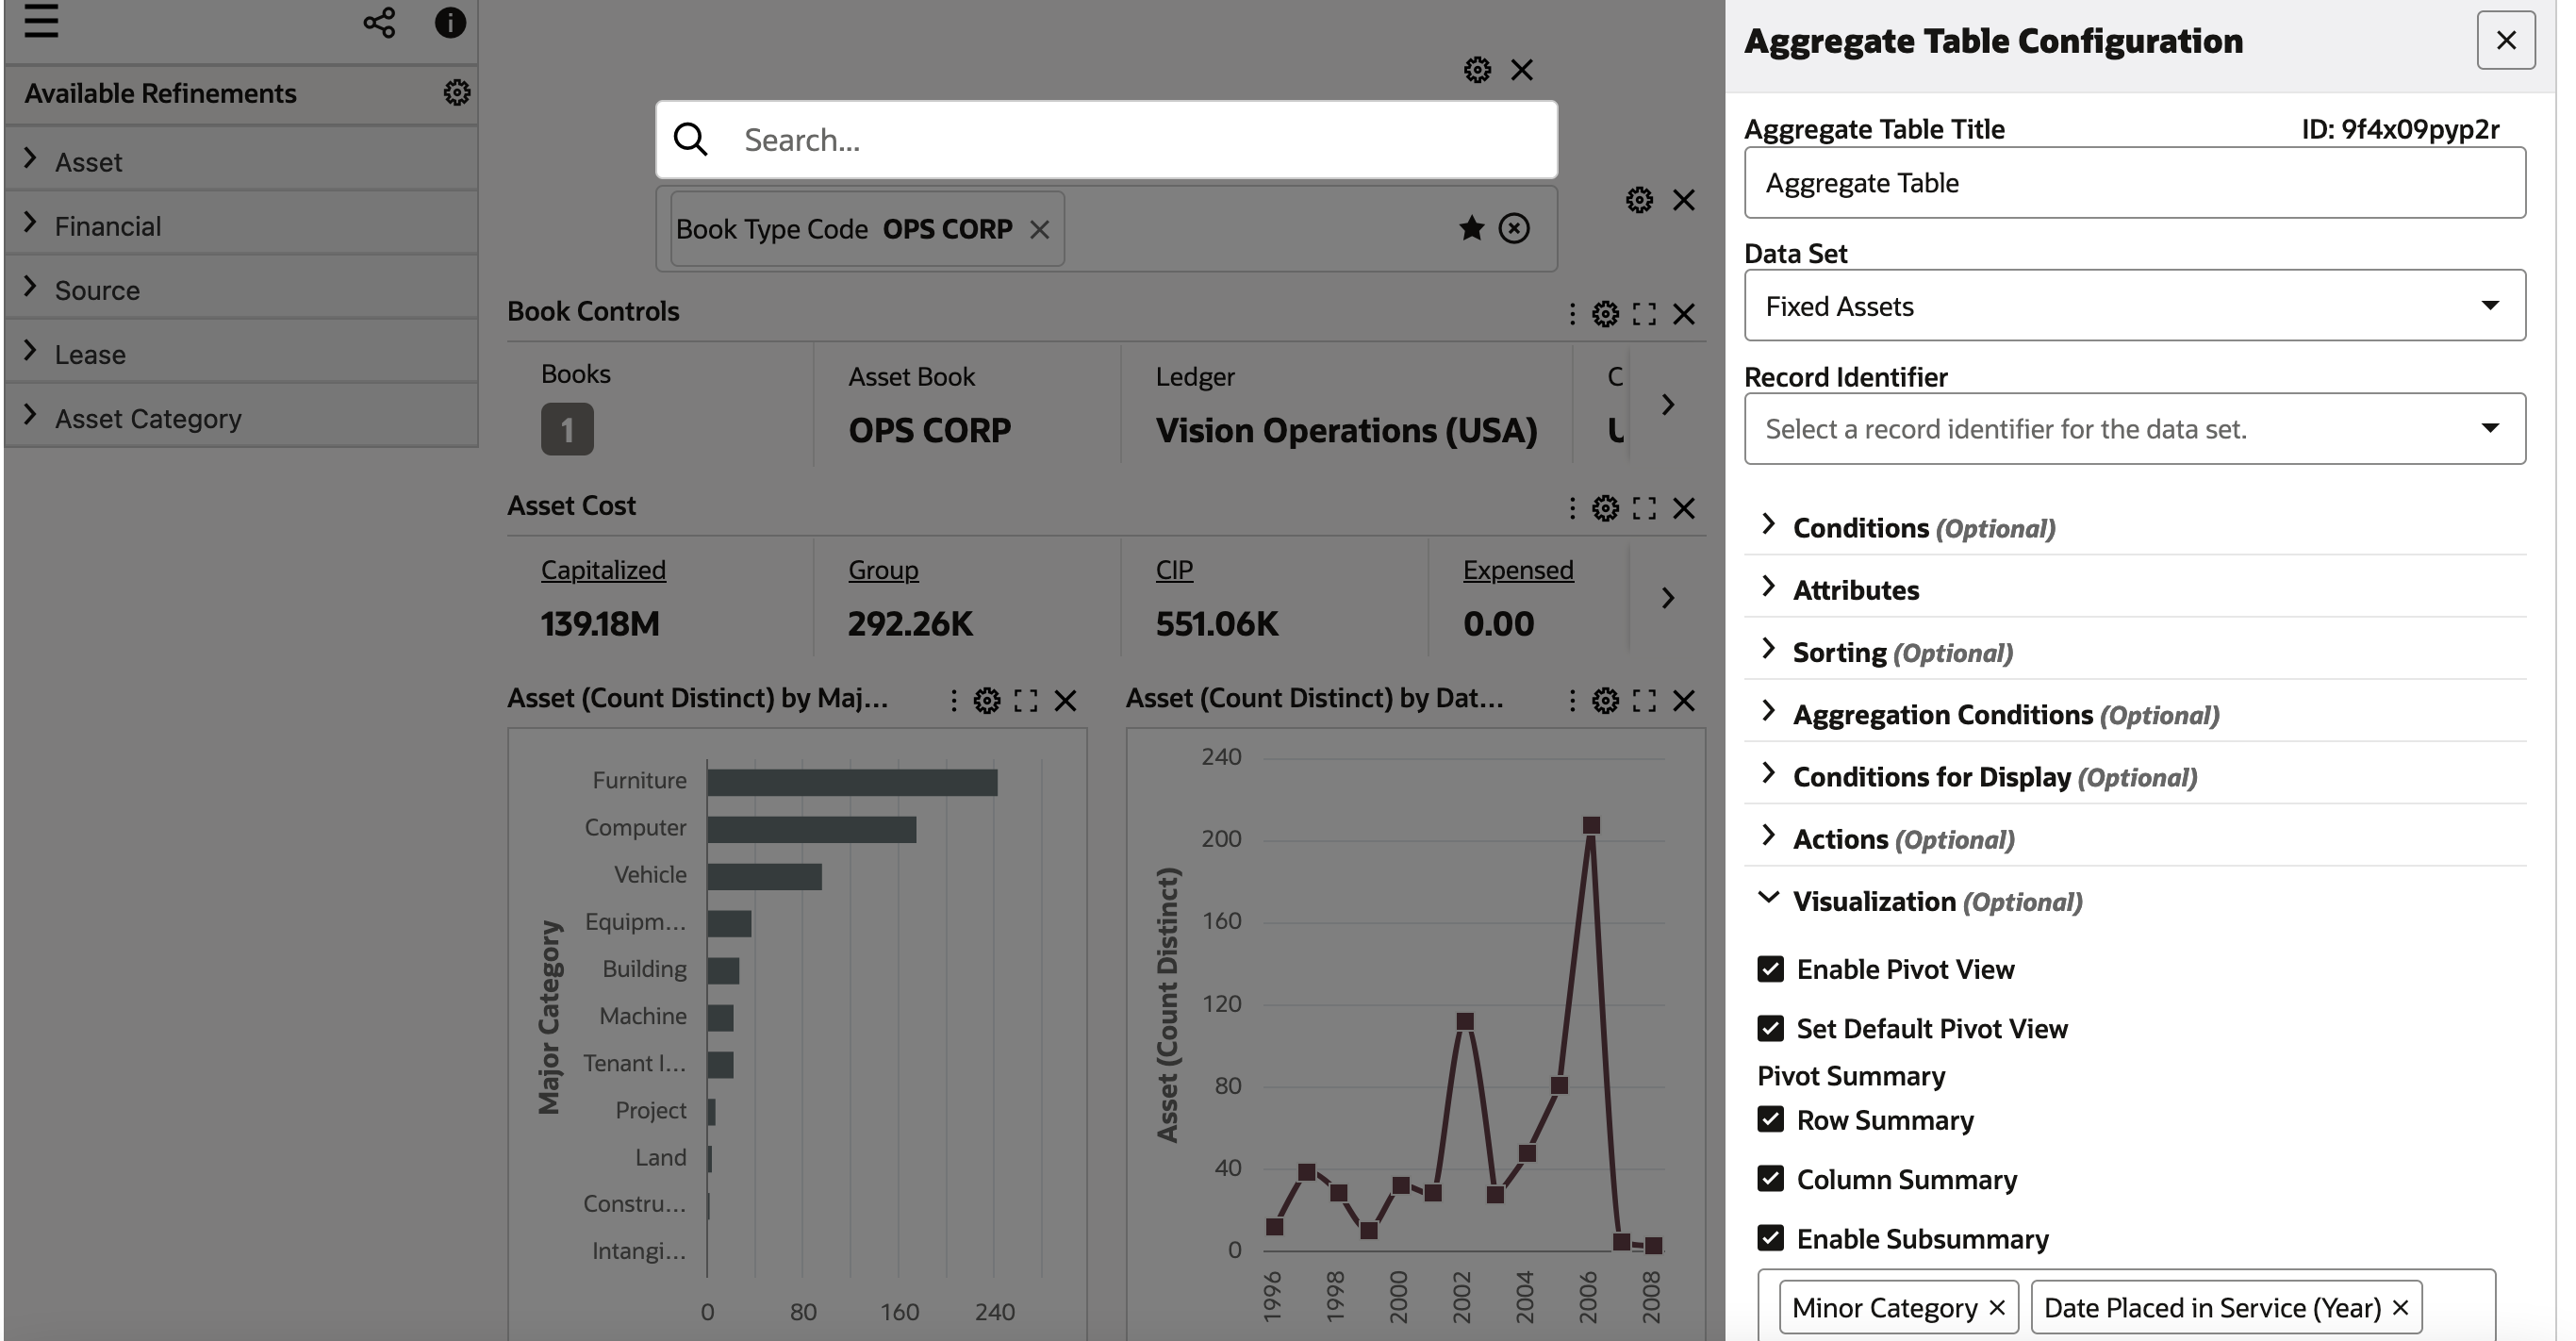 Available Refinements
Asset
Financial
Source
Lease
Asset Category
Search...
Book Type Code OPS CORP
Book Controls
Books
1
Asset Book
OPS CORP
Ledger
Vision Operations (USA)
C
Asset Cost
Capitalized
139.18M
Group
292.26K
CIP
551.06K
Expensed
0.00
Asset (Count Distinct) by Maj...
Major Category
Furniture
Computer
Vehicle
Equipm...
Building
Machine
Tenant I...
Project
Land
Constru...
Intangi...
0 80 160 240
Asset (Count Distinct) by Dat...
Asset (Count Distinct)
240
200
160
120
80
40
0
1996 1998 2000 2002 2004 2006 2008
Aggregate Table Configuration
Aggregate Table Title ID: 9f4x09pyp2r
Aggregate Table
Data Set
Fixed Assets
Record Identifier
Select a record identifier for the data set.
Conditions (Optional)
Attributes
Sorting (Optional)
Aggregation Conditions (Optional)
Conditions for Display (Optional)
Actions (Optional)
Visualization (Optional)
Enable Pivot View
Set Default Pivot View
Pivot Summary
Row Summary
Column Summary
Enable Subsummary
Minor Category Date Placed in Service (Year)